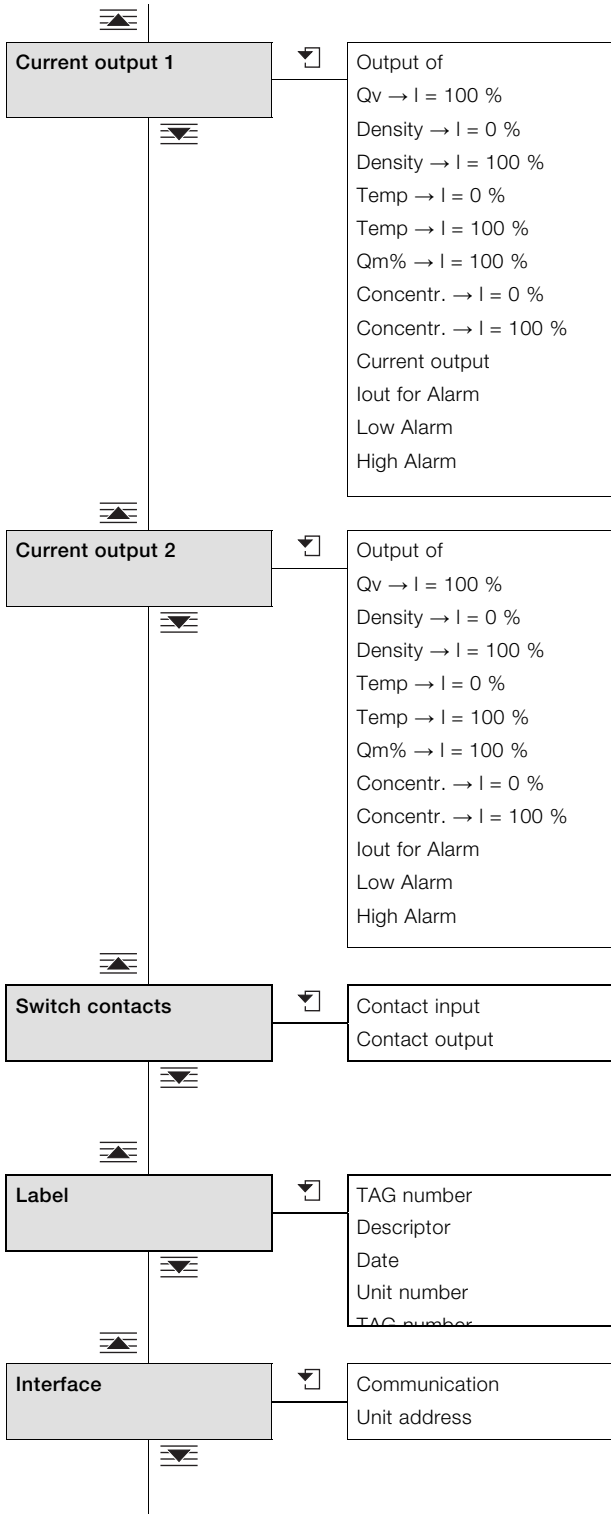 Current output 1
Output of
Qv → I = 100 %
Density → I = 0 %
Density → I = 100 %
Temp → I = 0 %
Temp → I = 100 %
Qm% → I = 100 %
Concentr. → I = 0 %
Concentr. → I = 100 %
Current output
Iout for Alarm
Low Alarm
High Alarm
Current output 2
Output of
Qv → I = 100 %
Density → I = 0 %
Density → I = 100 %
Temp → I = 0 %
Temp → I = 100 %
Qm% → I = 100 %
Concentr. → I = 0 %
Concentr. → I = 100 %
Iout for Alarm
Low Alarm
High Alarm
Switch contacts
Contact input
Contact output
Label
TAG number
Descriptor
Date
Unit number
TAG number
Interface
Communication
Unit address